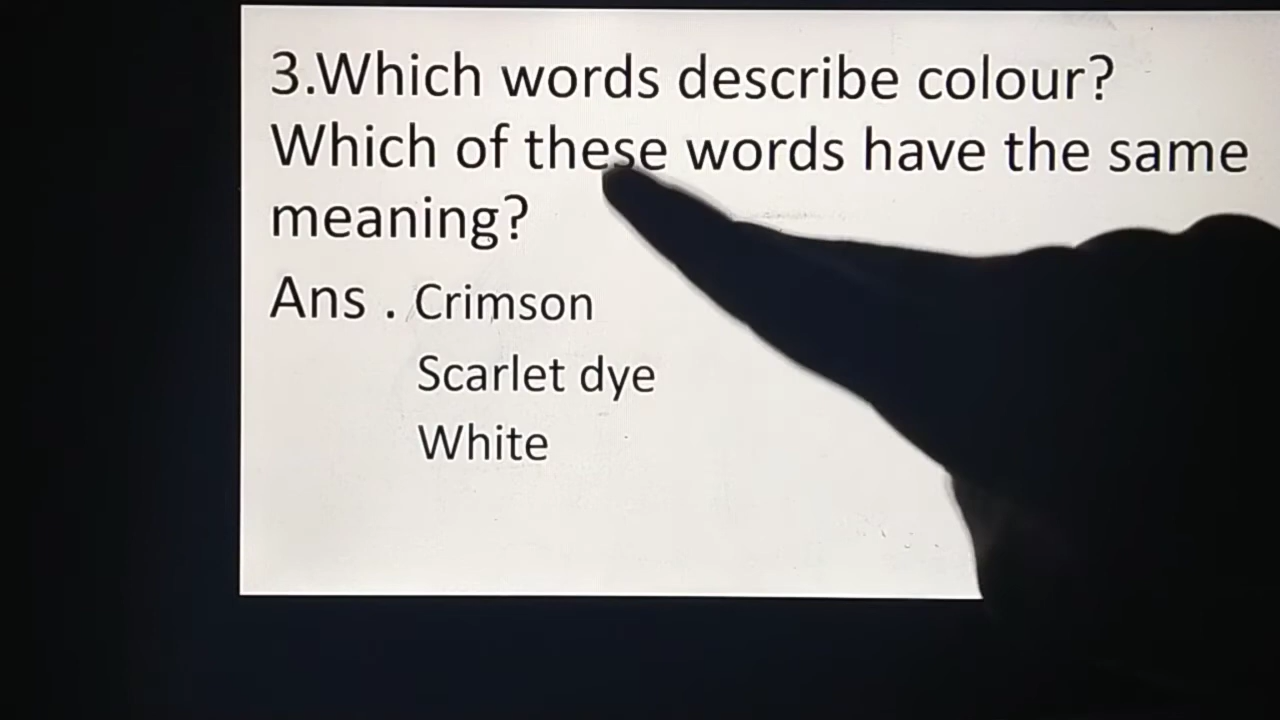 3.Which words describe colour?
Which of these words have the same
meaning?
Ans . Crimson
Scarlet dye
White